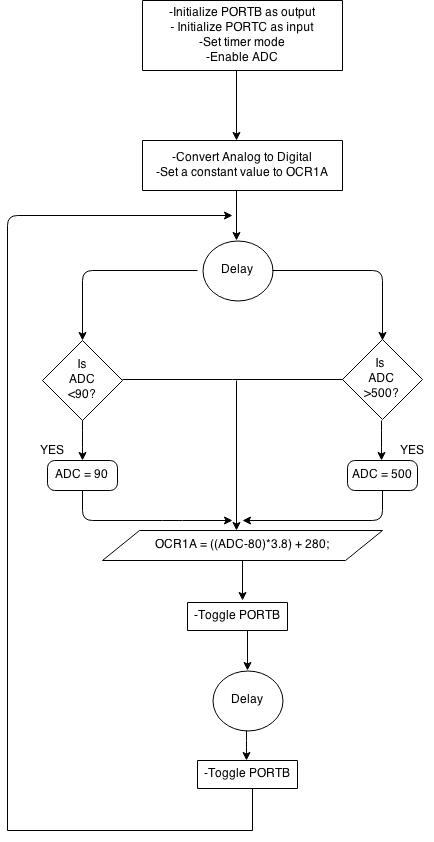 -Initialize PORTB as output
- Initialize PORTC as input
-Set timer mode
-Enable ADC
-Convert Analog to Digital
-Set a constant value to OCR1A
Delay
Is
ADC
<90?
Is
ADC
>500?
YES
YES
ADC = 90
ADC = 500
OCR1A = ((ADC-80)*3.8) + 280;
-Toggle PORTB
Delay
-Toggle PORTB